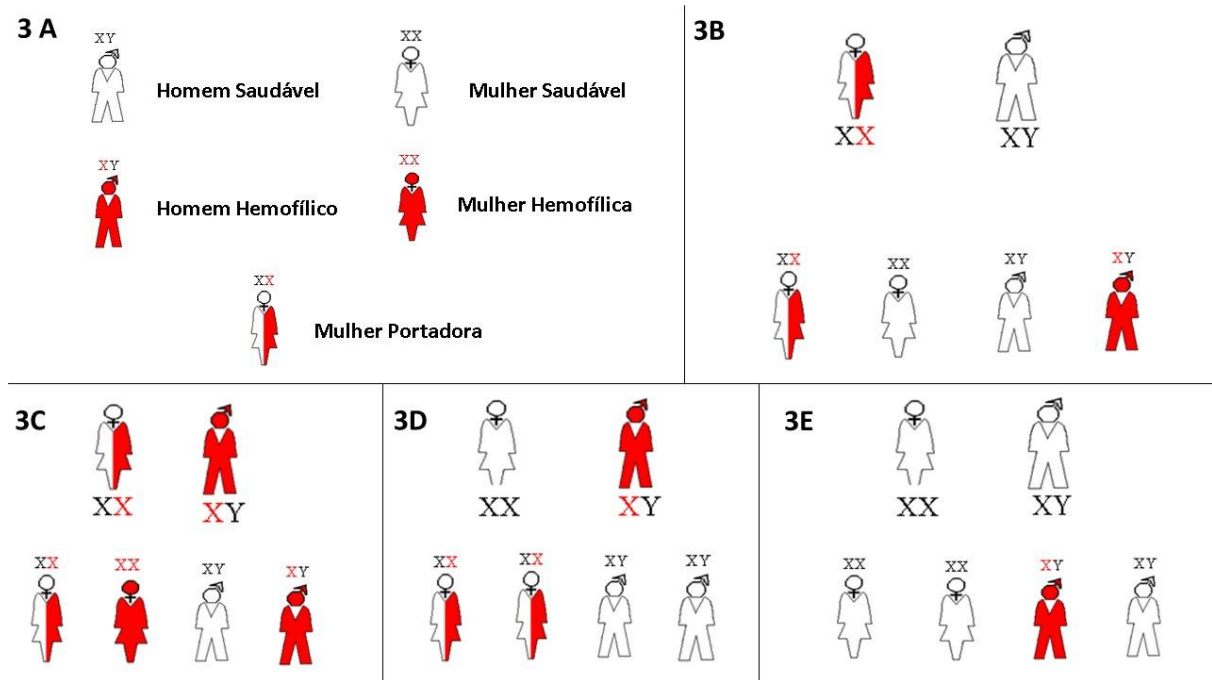 3 A
XY
XX
Homem Saudável
Mulher Saudável
XY
XX
Homem Hemofílico
Mulher Hemofílica
XX
Mulher Portadora
3B
XX
XY
XX
XX
XY
XY
3C
XX
XY
XX
XX
XY
XY
3D
XX
XY
XX
XX
XY
XY
3E
XX
XY
XX
XX
XY
XY